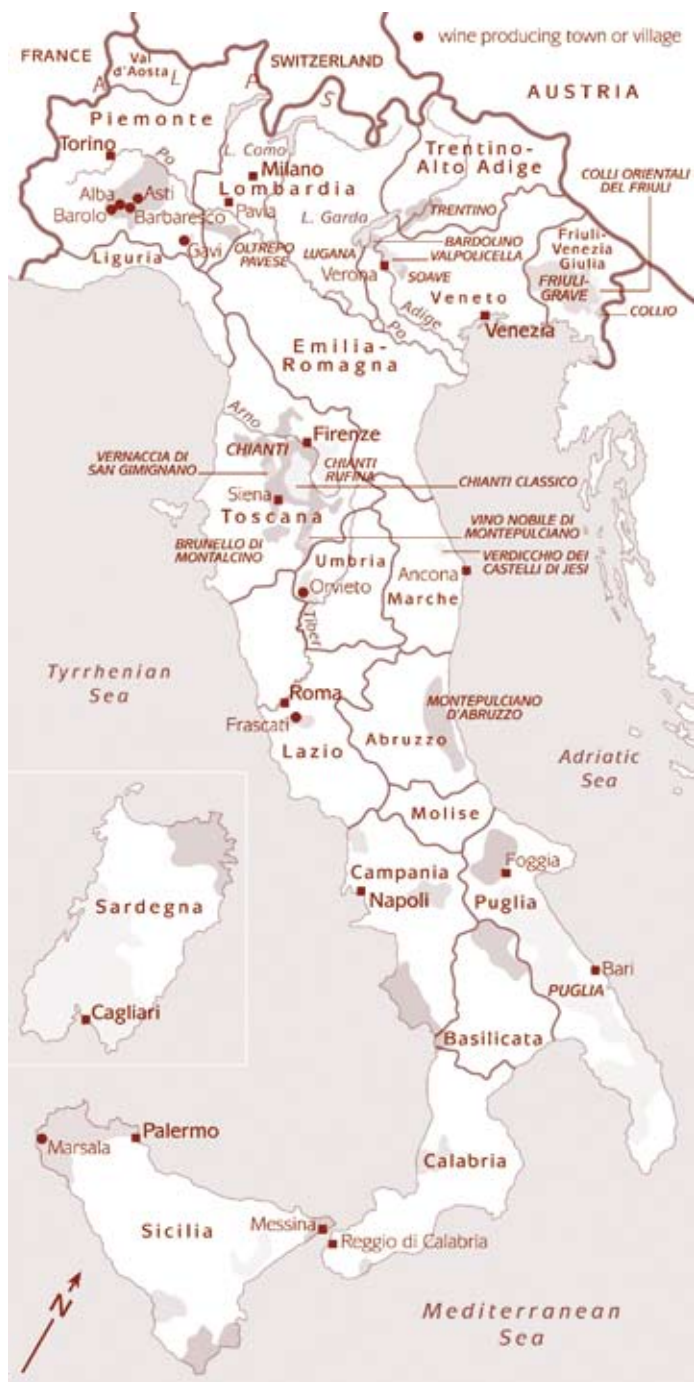 wine producing town or village
FRANCE
Val
d'Aosta
SWITZERLAND
A L P S
AUSTRIA
Piemonte
Torino
Po
L. Como
Milano
Lombardia
Trentino-
Alto Adige
COLLI ORIENTALI
DEL FRIULI
Alba
Asti
Barolo
Barbaresco
Pavia
L. Garda
TRENTINO
Gavi
OLTREPO
PAVESE
LUGANA
BARDOLINO
VALPOLICELLA
Friuli-
Venezia
Giulia
FRIULI-
GRAVE
Liguria
Verona
SOAVE
Veneto
COLLIO
Po
Adige
Venezia
Emilia-
Romagna
Arno
Firenze
VERNACCIA DI
SAN GIMIGNANO
CHIANTI
CHIANTI
RUFINA
CHIANTI CLASSICO
Siena
Toscana
VINO NOBILE DI
MONTEPULCIANO
BRUNELLO DI
MONTALCINO
Umbria
VERDICCHIO DEI
CASTELLI DI JESI
Orvieto
Ancona
Marche
Tiber
Tyrrhenian
Sea
Roma
Frascati
Lazio
Abruzzo
MONTEPULCIANO
D'ABRUZZO
Adriatic
Sea
Molise
Campania
Napoli
Foggia
Puglia
Sardegna
Cagliari
Bari
PUGLIA
Basilicata
Marsala
Palermo
Calabria
Sicilia
Messina
Reggio di Calabria
N
Mediterranean
Sea